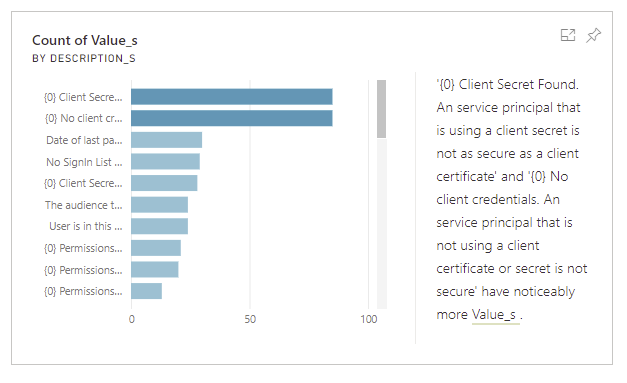 Count of Value_s
BY DESCRIPTION_S
{0} Client Secre...
{0} No client cr...
Date of last pa...
No SignIn List ...
{0} Client Secre...
The audience t...
User is in this ...
{0} Permissions...
{0} Permissions...
{0} Permissions...
0
50
100
'{0} Client Secret Found.
An service principal that
is using a client secret is
not as secure as a client
certificate' and '{0} No
client credentials. An
service principal that is
not using a client
certificate or secret is not
secure' have noticeably
more Value_s .